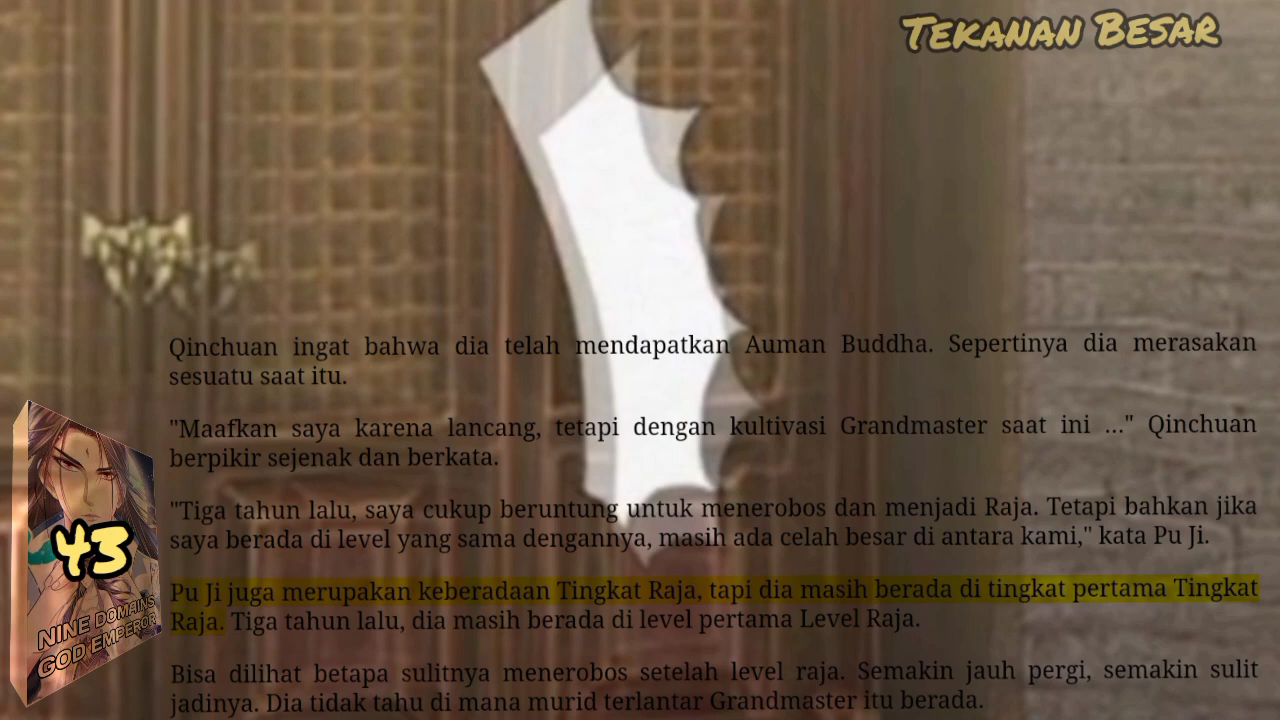 Tekanan Besar
Qinchuan ingat bahwa dia telah mendapatkan Auman Buddha. Sepertinya dia merasakan
sesuatu saat itu.
"Maafkan saya karena lancang, tetapi dengan kultivasi Grandmaster saat ini ..." Qinchuan
berpikir sejenak dan berkata.
"Tiga tahun lalu, saya cukup beruntung untuk menerobos dan menjadi Raja. Tetapi bahkan jika
saya berada di level yang sama dengannya, masih ada celah besar di antara kami," kata Pu Ji.
Pu Ji juga merupakan keberadaan Tingkat Raja, tapi dia masih berada di tingkat pertama Tingkat
Raja. Tiga tahun lalu, dia masih berada di level pertama Level Raja.
Bisa dilihat betapa sulitnya menerobos setelah level raja. Semakin jauh pergi, semakin sulit
jadinya. Dia tidak tahu di mana murid terlantar Grandmaster itu berada.
43
NINE DOMAINS
GOD EMPEROR